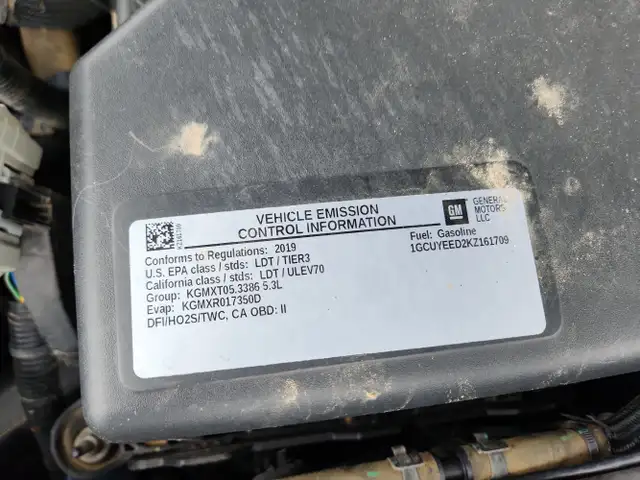 VEHICLE EMISSION
CONTROL INFORMATION
GM
GENERAL
MOTORS
LLC
Conforms to Regulations: 2019
Fuel: Gasoline
U.S. EPA class / stds: LDT / TIER3
1GCUYEED2KZ161709
California class / stds: LDT / ULEV70
Group: KGMXT05.3386 5.3L
Evap: KGMXR017350D
DFI/HO2S/TWC, CA OBD: II